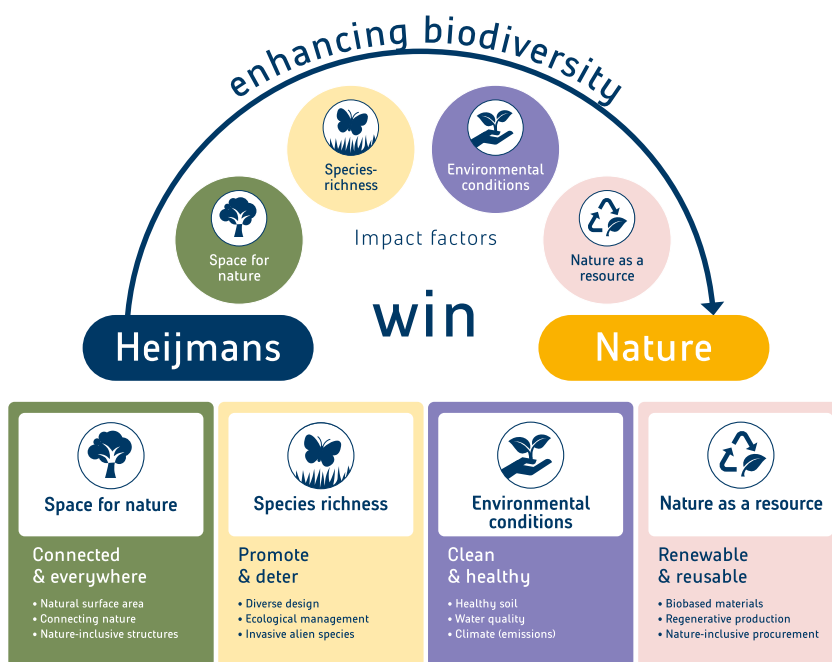 enhancing biodiversity
Species-
richness
Environmental
conditions
Space for
nature
Nature as a
resource
Impact factors
win
Heijmans
Nature
Space for nature
Connected
& everywhere
• Natural surface area
• Connecting nature
• Nature-inclusive structures
Species richness
Promote
& deter
• Diverse design
• Ecological management
• Invasive alien species
Environmental
conditions
Clean
& healthy
• Healthy soil
• Water quality
• Climate (emissions)
Nature as a resource
Renewable
& reusable
• Biobased materials
• Regenerative production
• Nature-inclusive procurement